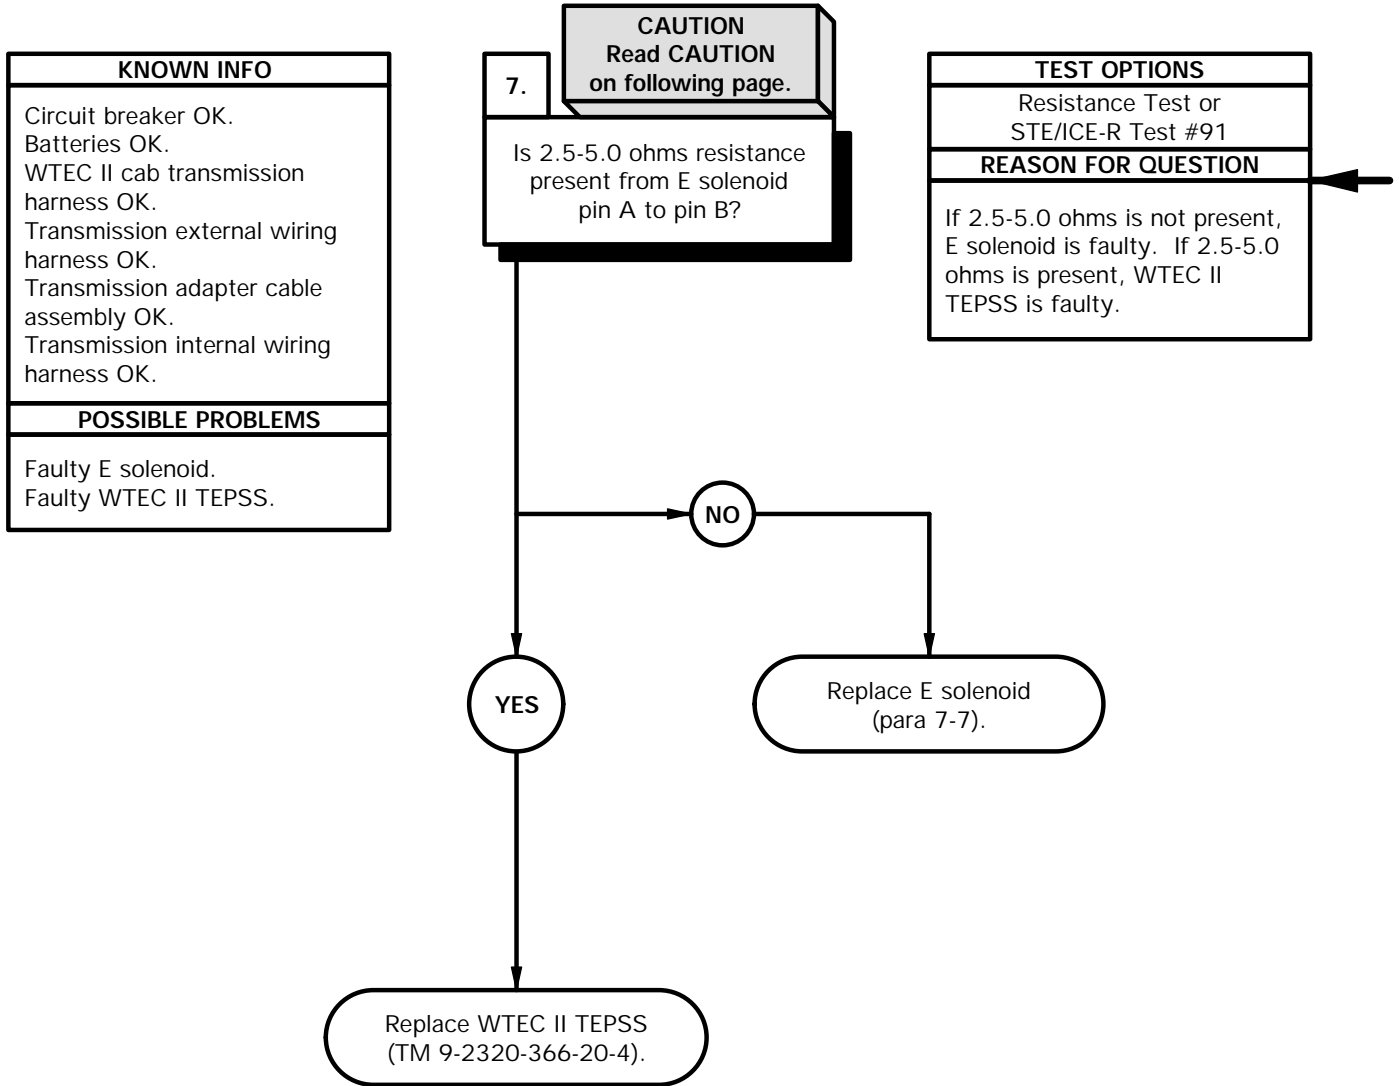 KNOWN INFO
Circuit breaker OK.
Batteries OK.
WTEC II cab transmission
harness OK.
Transmission external wiring
harness OK.
Transmission adapter cable
assembly OK.
Transmission internal wiring
harness OK.
POSSIBLE PROBLEMS
Faulty E solenoid.
Faulty WTEC II TEPSS.
CAUTION
Read CAUTION
on following page.
7.
Is 2.5-5.0 ohms resistance
present from E solenoid
pin A to pin B?
TEST OPTIONS
Resistance Test or
STE/ICE-R Test #91
REASON FOR QUESTION
If 2.5-5.0 ohms is not present,
E solenoid is faulty. If 2.5-5.0
ohms is present, WTEC II
TEPSS is faulty.
NO
YES
Replace E solenoid
(para 7-7).
Replace WTEC II TEPSS
(TM 9-2320-366-20-4).